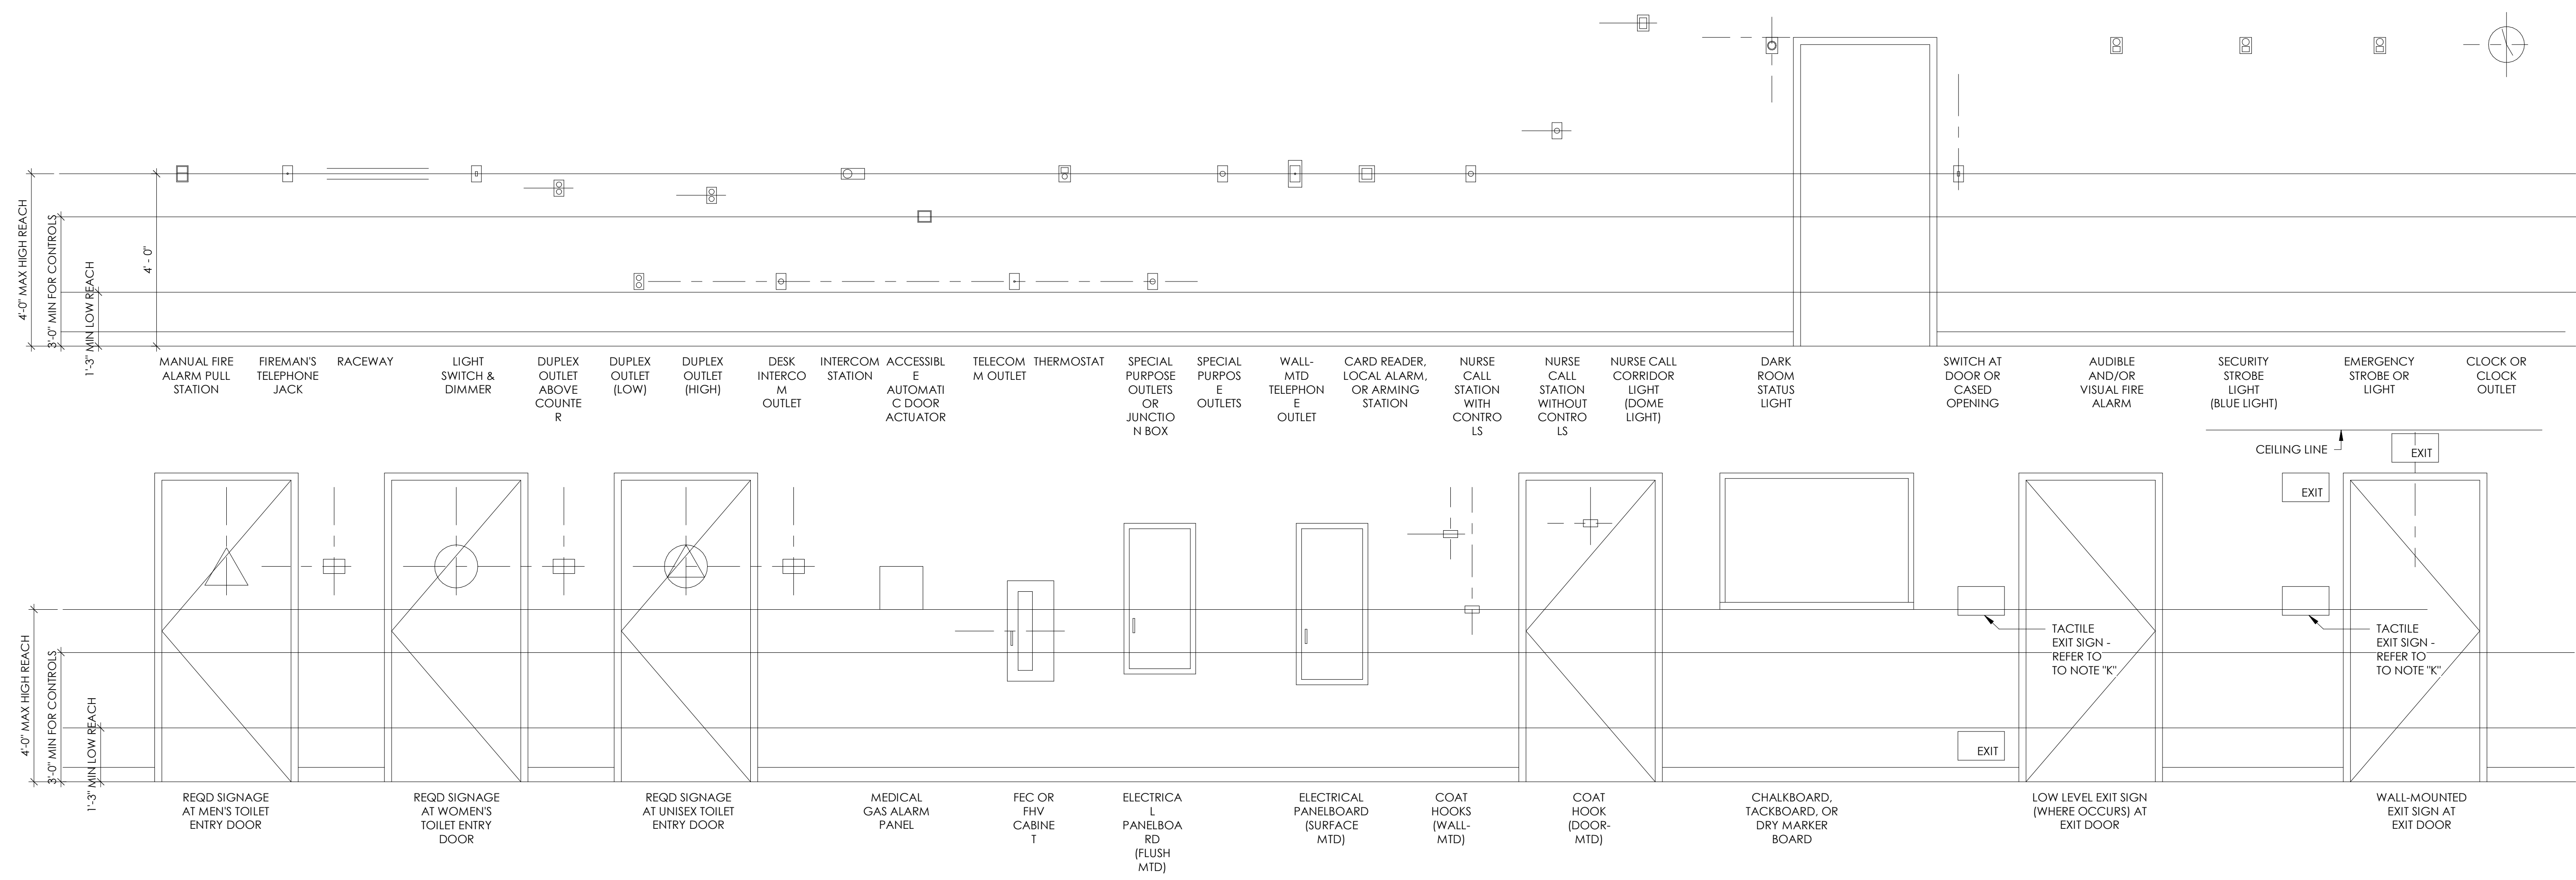 4'-0" MAX HIGH REACH
3'-0" MIN FOR CONTROLS
1'-3" MIN LOW REACH
4' - 0"
MANUAL FIRE
ALARM PULL
STATION
FIREMAN'S
TELEPHONE
JACK
RACEWAY
LIGHT
SWITCH &
DIMMER
DUPLEX
OUTLET
ABOVE
COUNTE
R
DUPLEX
OUTLET
(LOW)
DUPLEX
OUTLET
(HIGH)
DESK
INTERCO
M
OUTLET
INTERCOM
STATION
ACCESSIBL
E
AUTOMATI
C DOOR
ACTUATOR
TELECOM
M OUTLET
THERMOSTAT
SPECIAL
PURPOSE
OUTLETS
OR
JUNCTIO
N BOX
SPECIAL
PURPOS
E
OUTLETS
WALL-
MTD
TELEPHON
E
OUTLET
CARD READER,
LOCAL ALARM,
OR ARMING
STATION
NURSE
CALL
STATION
WITH
CONTRO
LS
NURSE
CALL
STATION
WITHOUT
CONTRO
LS
NURSE CALL
CORRIDOR
LIGHT
(DOME
LIGHT)
DARK
ROOM
STATUS
LIGHT
SWITCH AT
DOOR OR
CASED
OPENING
AUDIBLE
AND/OR
VISUAL FIRE
ALARM
SECURITY
STROBE
LIGHT
(BLUE LIGHT)
EMERGENCY
STROBE OR
LIGHT
CLOCK OR
CLOCK
OUTLET
CEILING LINE
EXIT
EXIT
4'-0" MAX HIGH REACH
3'-0" MIN FOR CONTROLS
1'-3" MIN LOW REACH
TACTILE
EXIT SIGN -
REFER TO
TO NOTE "K"
TACTILE
EXIT SIGN -
REFER TO
TO NOTE "K"
EXIT
REQD SIGNAGE
AT MEN'S TOILET
ENTRY DOOR
REQD SIGNAGE
AT WOMEN'S
TOILET ENTRY
DOOR
REQD SIGNAGE
AT UNISEX TOILET
ENTRY DOOR
MEDICAL
GAS ALARM
PANEL
FEC OR
FHV
CABINE
T
ELECTRICA
L
PANELBOA
RD
(FLUSH
MTD)
ELECTRICAL
PANELBOARD
(SURFACE
MTD)
COAT
HOOKS
(WALL-
MTD)
COAT
HOOK
(DOOR-
MTD)
CHALKBOARD,
TACKBOARD, OR
DRY MARKER
BOARD
LOW LEVEL EXIT SIGN
(WHERE OCCURS) AT
EXIT DOOR
WALL-MOUNTED
EXIT SIGN AT
EXIT DOOR